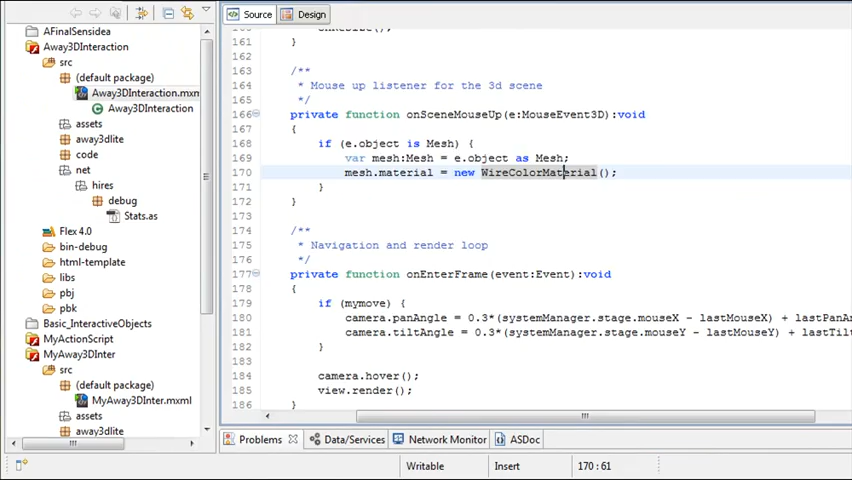 AFinalSensidea
Away3DInteraction
src
(default package)
Away3DInteraction.mxm
Away3DInteraction
assets
away3dlite
code
net
hires
debug
Stats.as
Flex 4.0
bin-debug
html-template
libs
pbj
pbk
Basic_InteractiveObjects
MyActionScript
MyAway3DInter
src
(default package)
MyAway3DInter.mxml
assets
away3dlite
Source Design
161 }
162
163 /**
164 * Mouse up listener for the 3d scene
165 */
166 private function onSceneMouseUp(e:MouseEvent3D):void
167 {
168 if (e.object is Mesh) {
169 var mesh:Mesh = e.object as Mesh;
170 mesh.material = new WireColorMaterial();
171 }
172 }
173
174 /**
175 * Navigation and render loop
176 */
177 private function onEnterFrame(event:Event):void
178 {
179 if (mymove) {
180 camera.panAngle = 0.3*(systemManager.stage.mouseX - lastMouseX) + lastPanAn
181 camera.tiltAngle = 0.3*(systemManager.stage.mouseY - lastMouseY) + lastTilt
182 }
183
184 camera.hover();
185 view.render();
186 }
Problems Data/Services Network Monitor ASDoc
Writable Insert 170 : 61